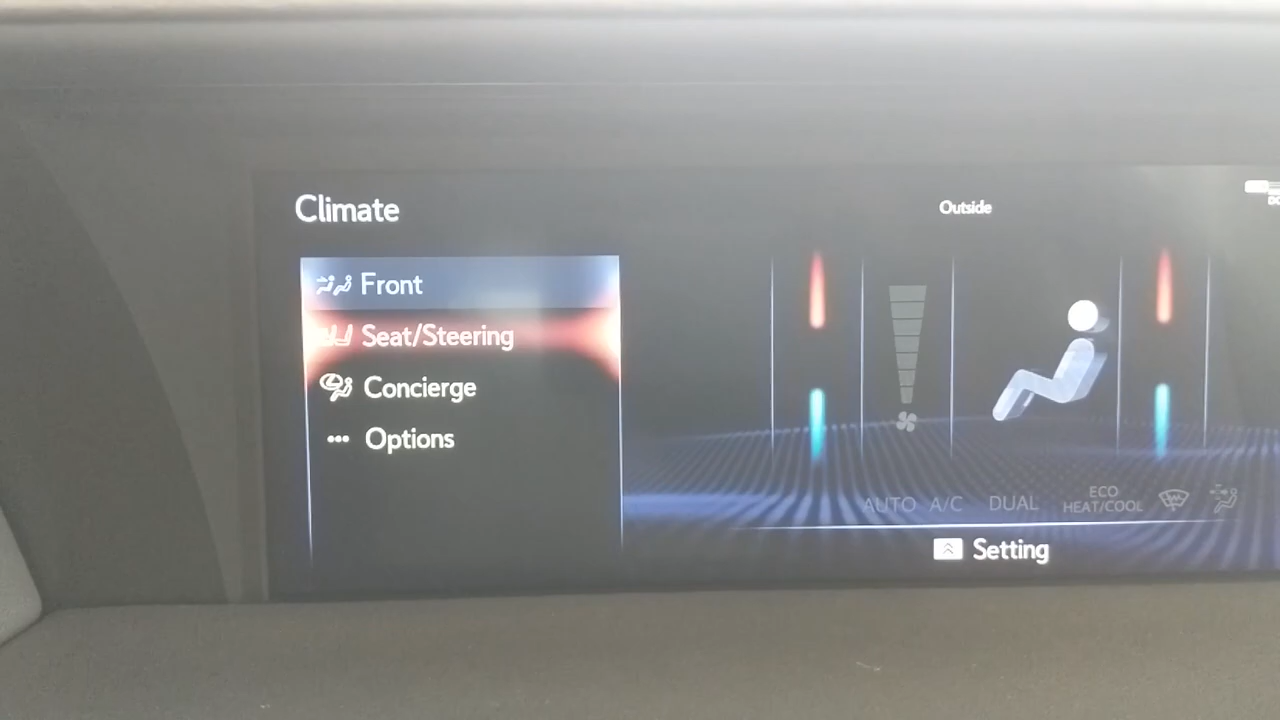 Climate
Outside
Front
Seat/Steering
Concierge
••• Options
AUTO A/C DUAL ECO HEAT/COOL
Setting